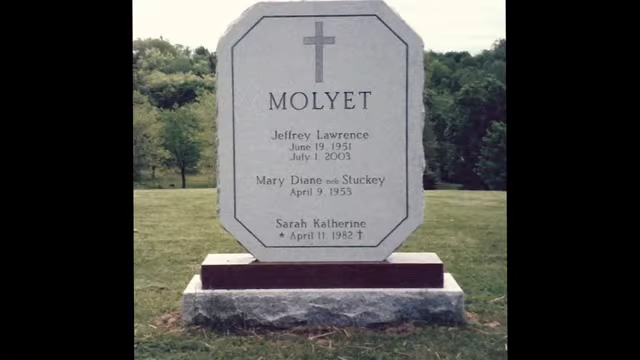 MOLYET
Jeffrey Lawrence
June 19, 1951
July 1, 2003
Mary Diane neé Stuckey
April 9, 1953
Sarah Katherine
* April 11, 1982 †